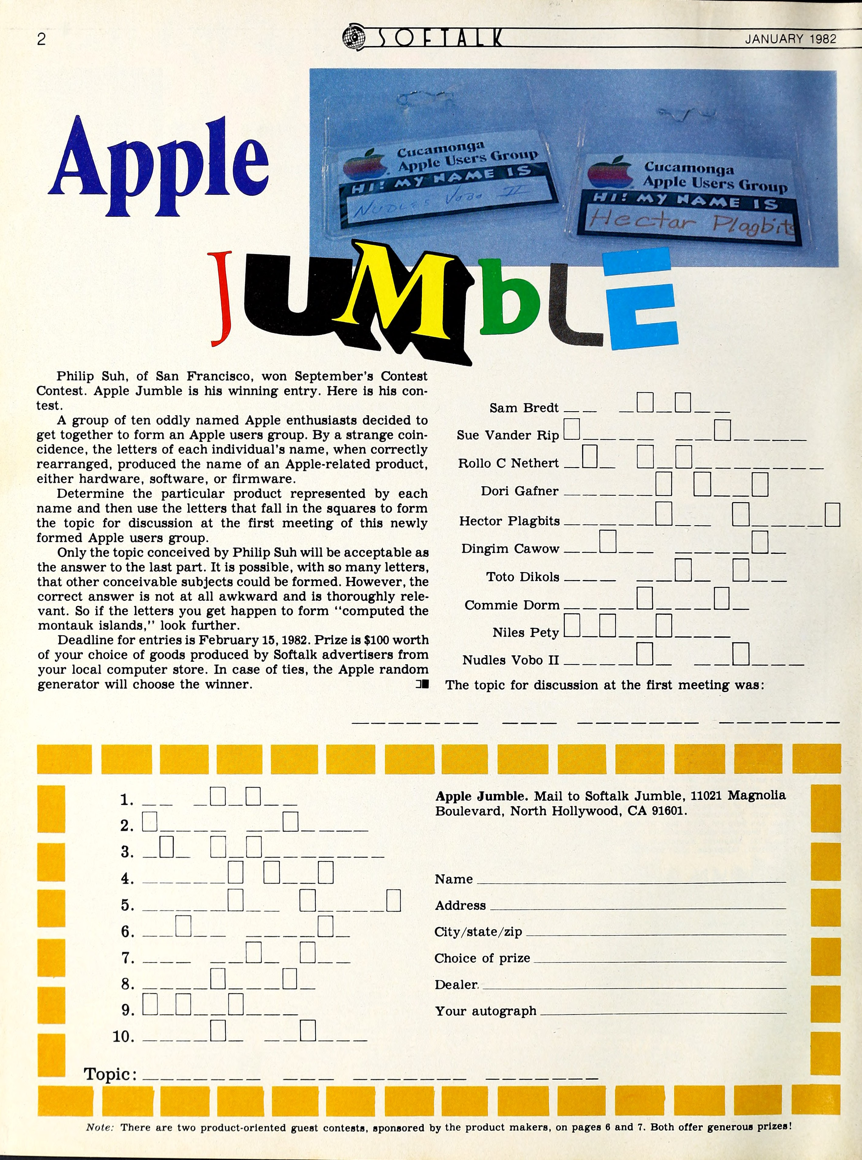 2
SOFTALK
JANUARY 1982
Apple
JUMbLE
Cucamonga
Apple Users Group
HI! MY NAME IS
Nudles Vobo II
Cucamonga
Apple Users Group
HI! MY NAME IS
Hectar Plagbits
Philip Suh, of San Francisco, won September's Contest
Contest. Apple Jumble is his winning entry. Here is his con-
test.
A group of ten oddly named Apple enthusiasts decided to
get together to form an Apple users group. By a strange coin-
cidence, the letters of each individual's name, when correctly
rearranged, produced the name of an Apple-related product,
either hardware, software, or firmware.
Determine the particular product represented by each
name and then use the letters that fall in the squares to form
the topic for discussion at the first meeting of this newly
formed Apple users group.
Only the topic conceived by Philip Suh will be acceptable as
the answer to the last part. It is possible, with so many letters,
that other conceivable subjects could be formed. However, the
correct answer is not at all awkward and is thoroughly rele-
vant. So if the letters you get happen to form "computed the
montauk islands," look further.
Deadline for entries is February 15, 1982. Prize is $100 worth
of your choice of goods produced by Softalk advertisers from
your local computer store. In case of ties, the Apple random
generator will choose the winner.
Sam Bredt
Sue Vander Rip
Rollo C Nethert
Dori Gafner
Hector Plagbits
Dingim Cawow
Toto Dikols
Commie Dorm
Niles Pety
Nudles Vobo II
The topic for discussion at the first meeting was:
1.
2.
3.
4.
5.
6.
7.
8.
9.
10.
Topic:
Apple Jumble. Mail to Softalk Jumble, 11021 Magnolia
Boulevard, North Hollywood, CA 91601.
Name
Address
City/state/zip
Choice of prize
Dealer
Your autograph
Note: There are two product-oriented guest contests, sponsored by the product makers, on pages 6 and 7. Both offer generous prizes!